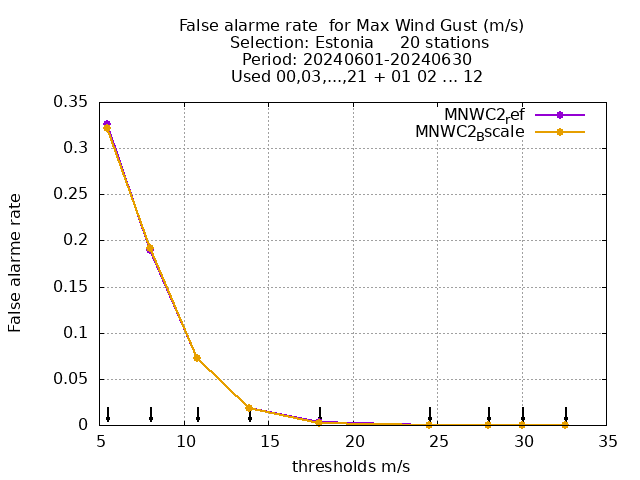 False alarme rate  for Max Wind Gust (m/s)
Selection: Estonia     20 stations
Period: 20240601-20240630
Used 00,03,...,21 + 01 02 ... 12
MNWC2ref
MNWC2Bscale
False alarme rate
0.35
0.3
0.25
0.2
0.15
0.1
0.05
0
5 10 15 20 25 30 35
thresholds m/s